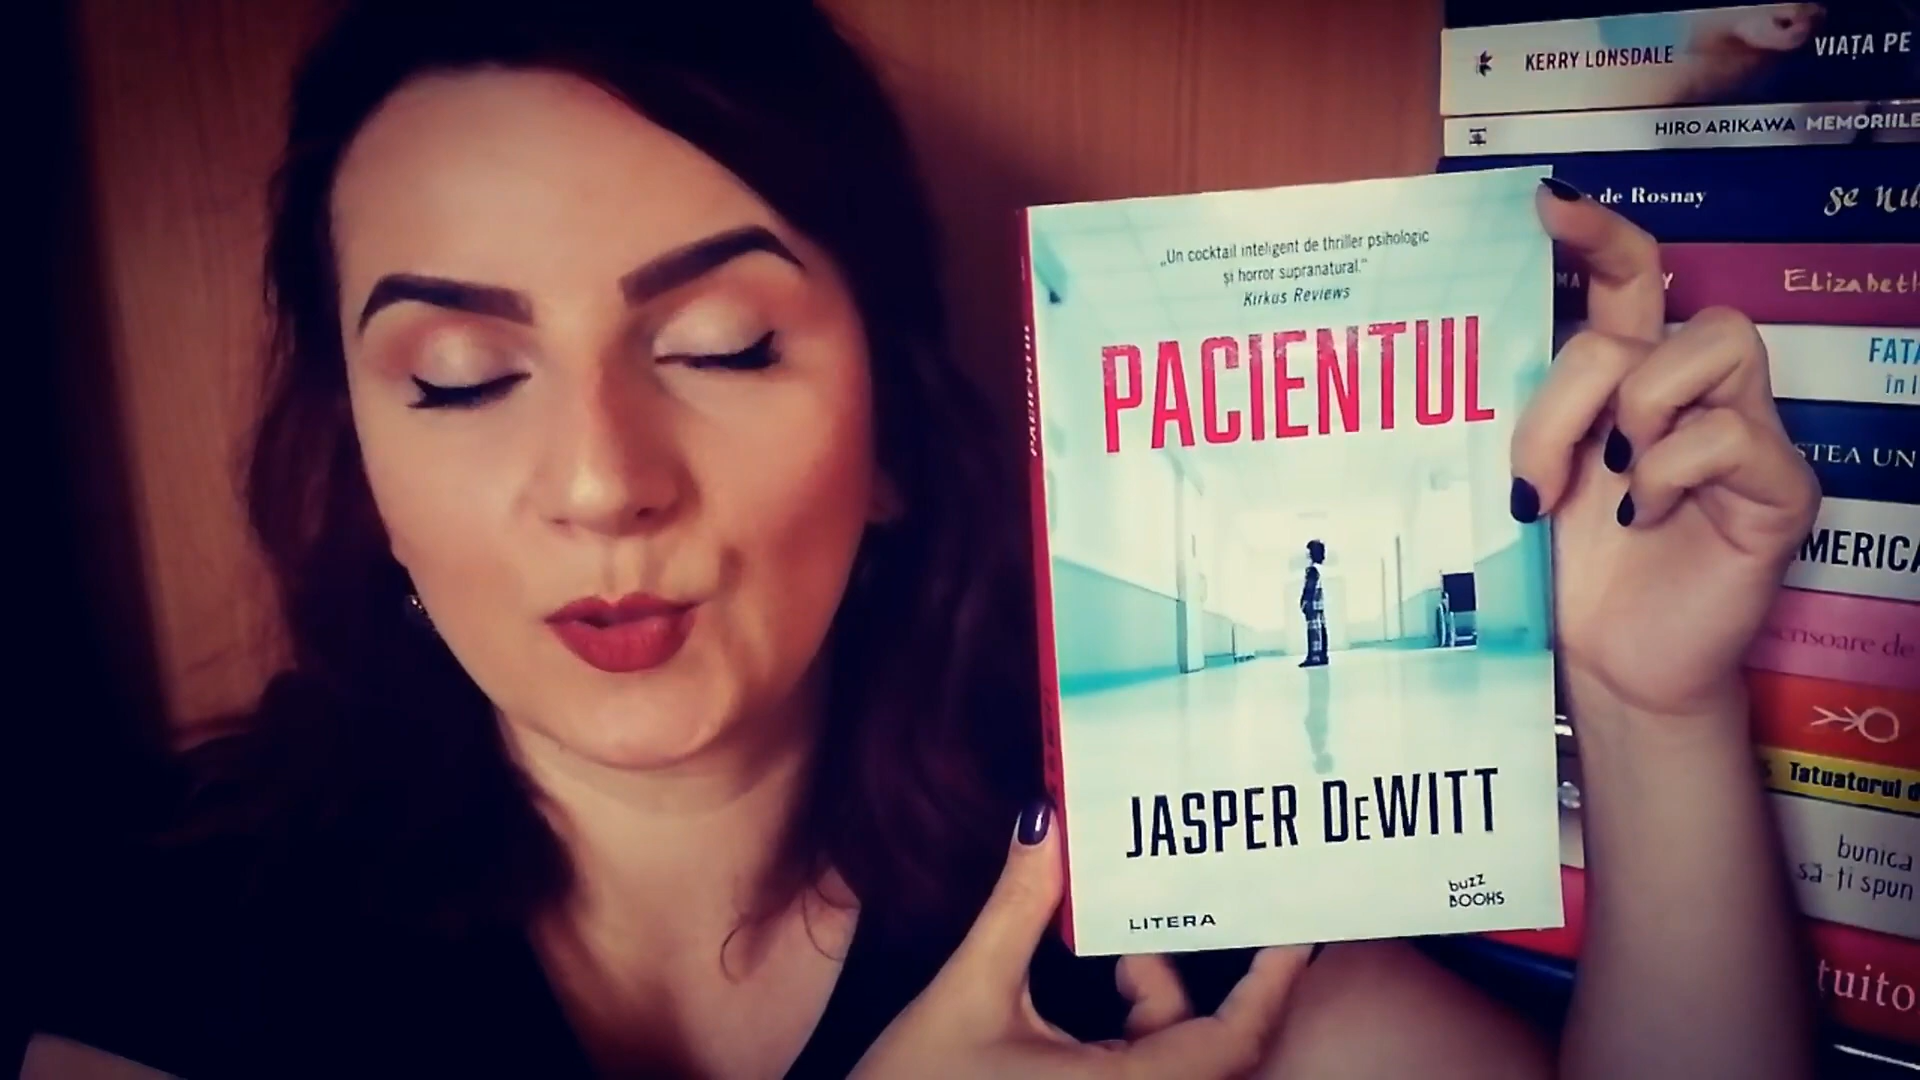 „Un cocktail inteligent de thriller psihologic
și horror supranatural.”
Kirkus Reviews
PACIENTUL
JASPER DeWITT
buzz
BOOKS
LITERA
PACIENTUL
KERRY LONSDALE VIAȚA PE
HIRO ARIKAWA MEMORIILE
de Rosnay Se
Elizabeth
FATA
în
STEA UN
AMERICA
scrisoare de
Tatuatorul d
bunica
să-ți spun
tuito